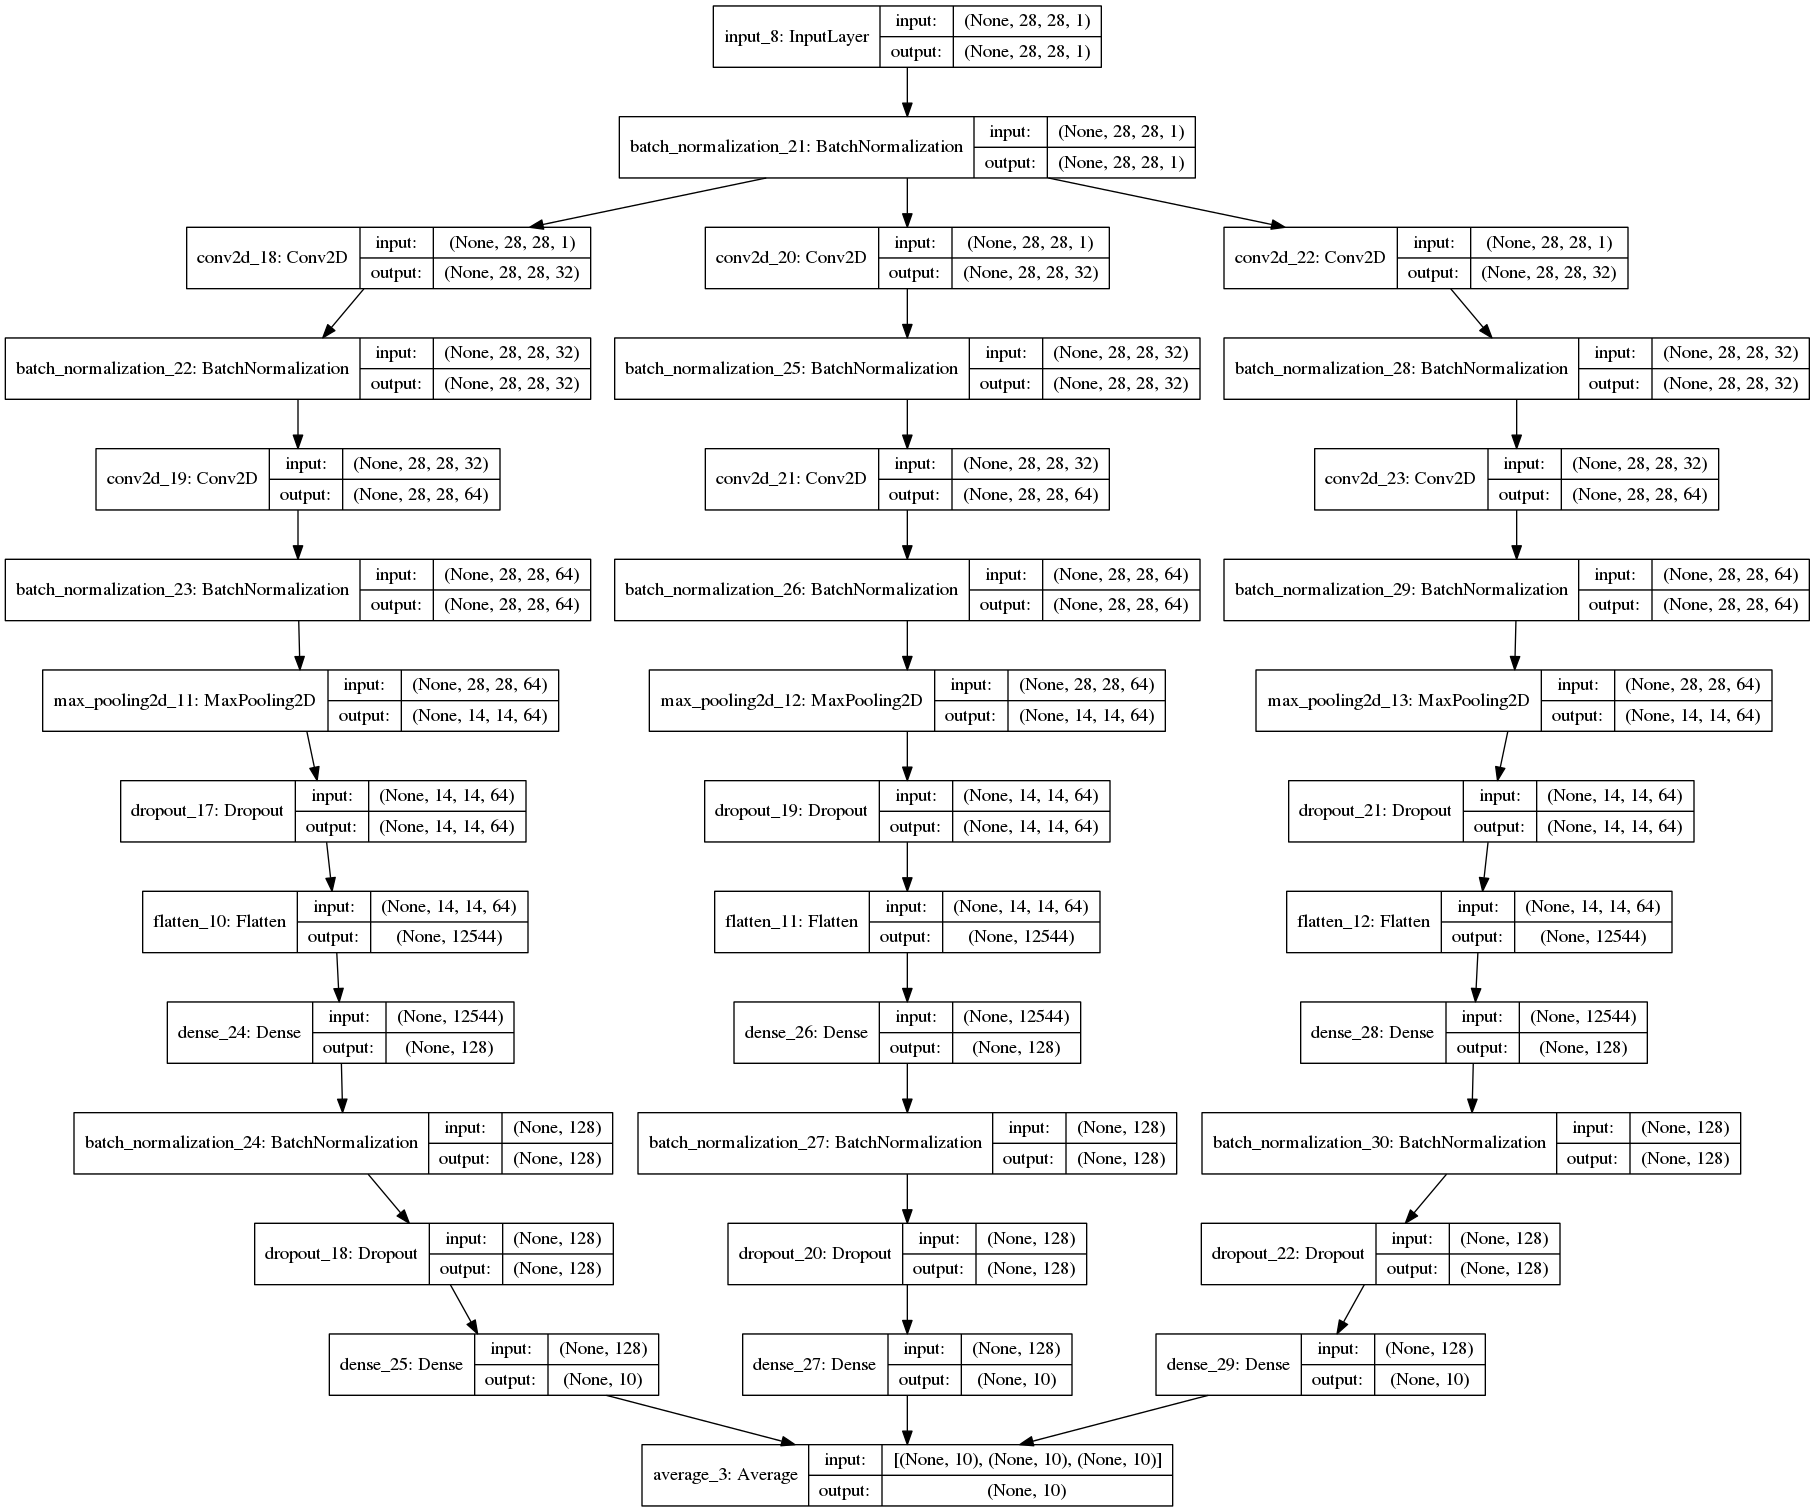 input_8: InputLayer
input:
(None, 28, 28, 1)
output:
(None, 28, 28, 1)
batch_normalization_21: BatchNormalization
input:
(None, 28, 28, 1)
output:
(None, 28, 28, 1)
conv2d_18: Conv2D
input:
(None, 28, 28, 1)
output:
(None, 28, 28, 32)
conv2d_20: Conv2D
input:
(None, 28, 28, 1)
output:
(None, 28, 28, 32)
conv2d_22: Conv2D
input:
(None, 28, 28, 1)
output:
(None, 28, 28, 32)
batch_normalization_22: BatchNormalization
input:
(None, 28, 28, 32)
output:
(None, 28, 28, 32)
batch_normalization_25: BatchNormalization
input:
(None, 28, 28, 32)
output:
(None, 28, 28, 32)
batch_normalization_28: BatchNormalization
input:
(None, 28, 28, 32)
output:
(None, 28, 28, 32)
conv2d_19: Conv2D
input:
(None, 28, 28, 32)
output:
(None, 28, 28, 64)
conv2d_21: Conv2D
input:
(None, 28, 28, 32)
output:
(None, 28, 28, 64)
conv2d_23: Conv2D
input:
(None, 28, 28, 32)
output:
(None, 28, 28, 64)
batch_normalization_23: BatchNormalization
input:
(None, 28, 28, 64)
output:
(None, 28, 28, 64)
batch_normalization_26: BatchNormalization
input:
(None, 28, 28, 64)
output:
(None, 28, 28, 64)
batch_normalization_29: BatchNormalization
input:
(None, 28, 28, 64)
output:
(None, 28, 28, 64)
max_pooling2d_11: MaxPooling2D
input:
(None, 28, 28, 64)
output:
(None, 14, 14, 64)
max_pooling2d_12: MaxPooling2D
input:
(None, 28, 28, 64)
output:
(None, 14, 14, 64)
max_pooling2d_13: MaxPooling2D
input:
(None, 28, 28, 64)
output:
(None, 14, 14, 64)
dropout_17: Dropout
input:
(None, 14, 14, 64)
output:
(None, 14, 14, 64)
dropout_19: Dropout
input:
(None, 14, 14, 64)
output:
(None, 14, 14, 64)
dropout_21: Dropout
input:
(None, 14, 14, 64)
output:
(None, 14, 14, 64)
flatten_10: Flatten
input:
(None, 14, 14, 64)
output:
(None, 12544)
flatten_11: Flatten
input:
(None, 14, 14, 64)
output:
(None, 12544)
flatten_12: Flatten
input:
(None, 14, 14, 64)
output:
(None, 12544)
dense_24: Dense
input:
(None, 12544)
output:
(None, 128)
dense_26: Dense
input:
(None, 12544)
output:
(None, 128)
dense_28: Dense
input:
(None, 12544)
output:
(None, 128)
batch_normalization_24: BatchNormalization
input:
(None, 128)
output:
(None, 128)
batch_normalization_27: BatchNormalization
input:
(None, 128)
output:
(None, 128)
batch_normalization_30: BatchNormalization
input:
(None, 128)
output:
(None, 128)
dropout_18: Dropout
input:
(None, 128)
output:
(None, 128)
dropout_20: Dropout
input:
(None, 128)
output:
(None, 128)
dropout_22: Dropout
input:
(None, 128)
output:
(None, 128)
dense_25: Dense
input:
(None, 128)
output:
(None, 10)
dense_27: Dense
input:
(None, 128)
output:
(None, 10)
dense_29: Dense
input:
(None, 128)
output:
(None, 10)
average_3: Average
input:
[(None, 10), (None, 10), (None, 10)]
output:
(None, 10)